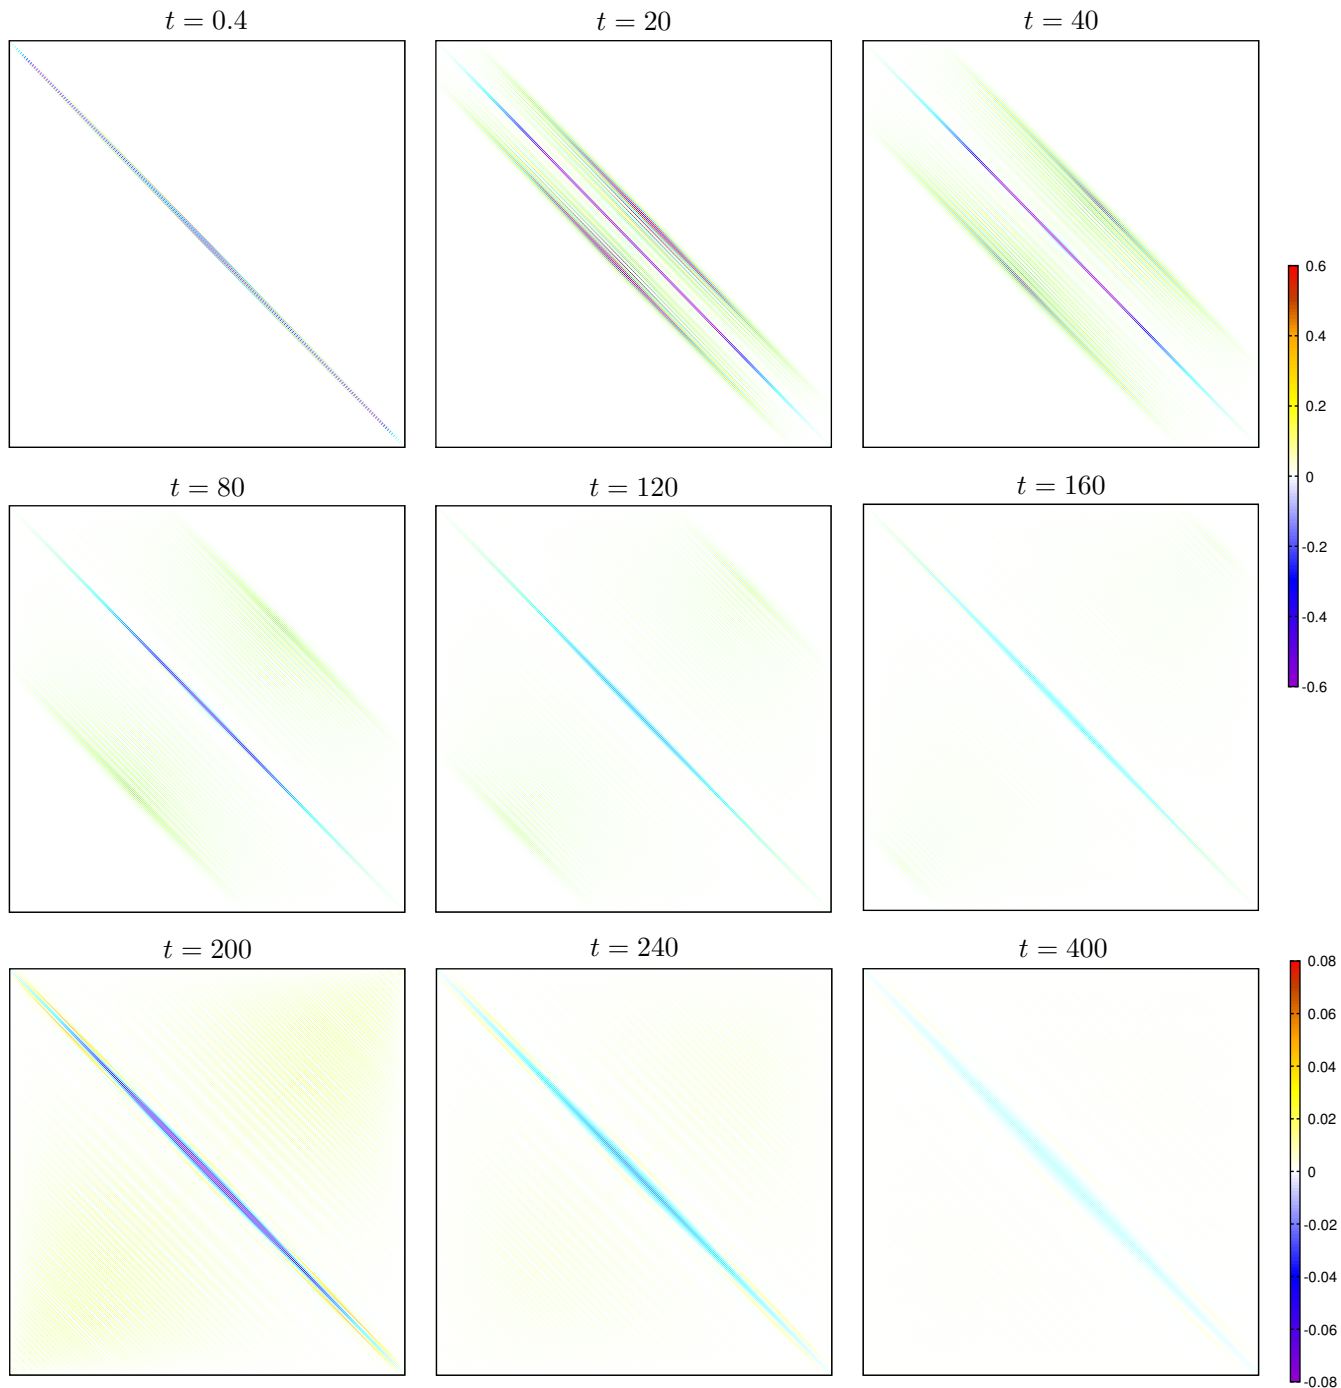 t = 0.4
t = 20
t = 40
0.6
0.4
0.2
0
-0.2
-0.4
-0.6
t = 80
t = 120
t = 160
t = 200
t = 240
t = 400
0.08
0.06
0.04
0.02
0
-0.02
-0.04
-0.06
-0.08